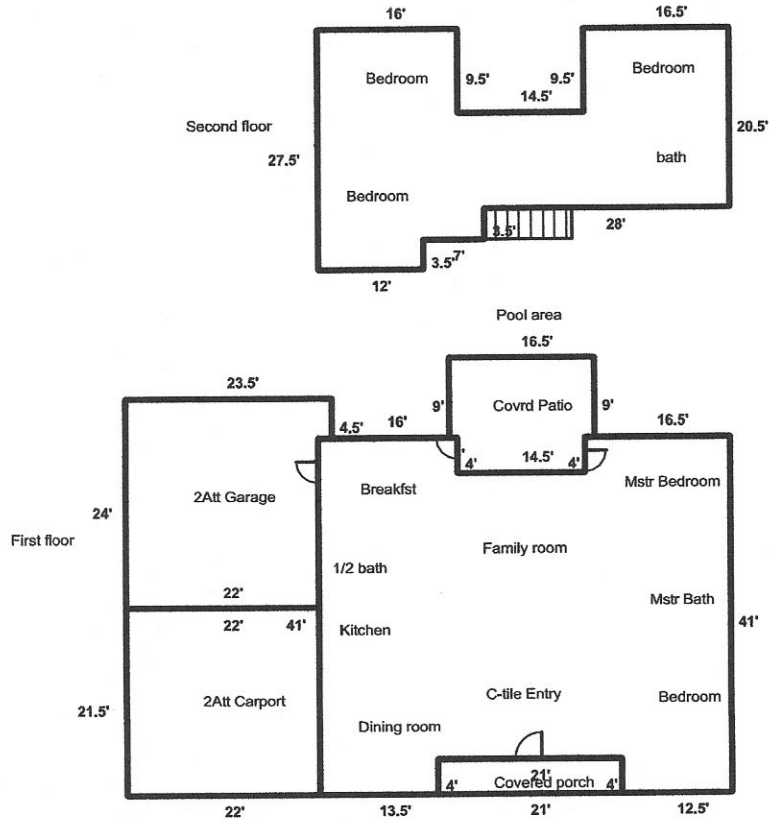 16'
16.5'
Bedroom
Bedroom
9.5'
9.5'
14.5'
Second floor
20.5'
27.5'
bath
Bedroom
3.5'
28'
3.5'
7'
12'
Pool area
16.5'
23.5'
9'
Covrd Patio
9'
4.5'
16'
16.5'
'
4'
14.5'
4'
Mstr Bedroom
Breakfst
2Att Garage
24'
First floor
Family room
1/2 bath
22'
Mstr Bath
22'
41'
Kitchen
41'
C-tile Entry
Bedroom
2Att Carport
21.5'
Dining room
21'
4'
Covered porch
4'
22'
13.5'
21'
12.5'